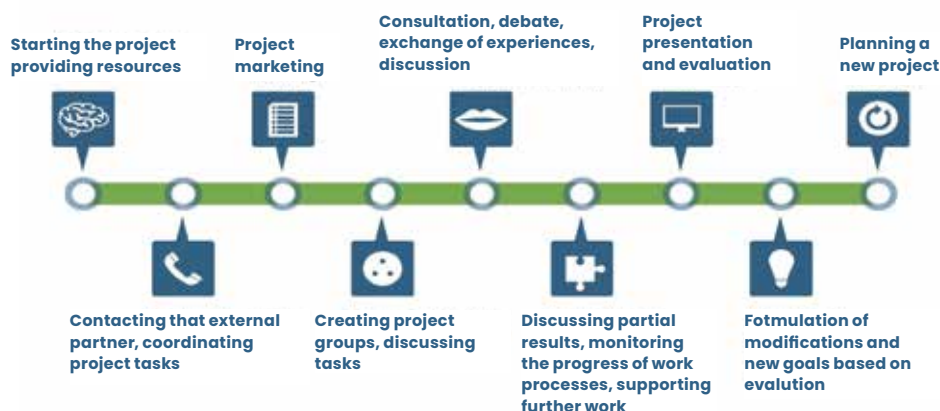 Starting the project
providing resources
Project
marketing
Consultation, debate,
exchange of experiences,
discussion
Project
presentation
and evaluation
Planning a
new project
Contacting that external
partner, coordinating
project tasks
Creating project
groups, discussing
tasks
Discussing partial
results, monitoring
the progress of work
processes, supporting
further work
Fotmulation of
modifications and
new goals based on
evalution